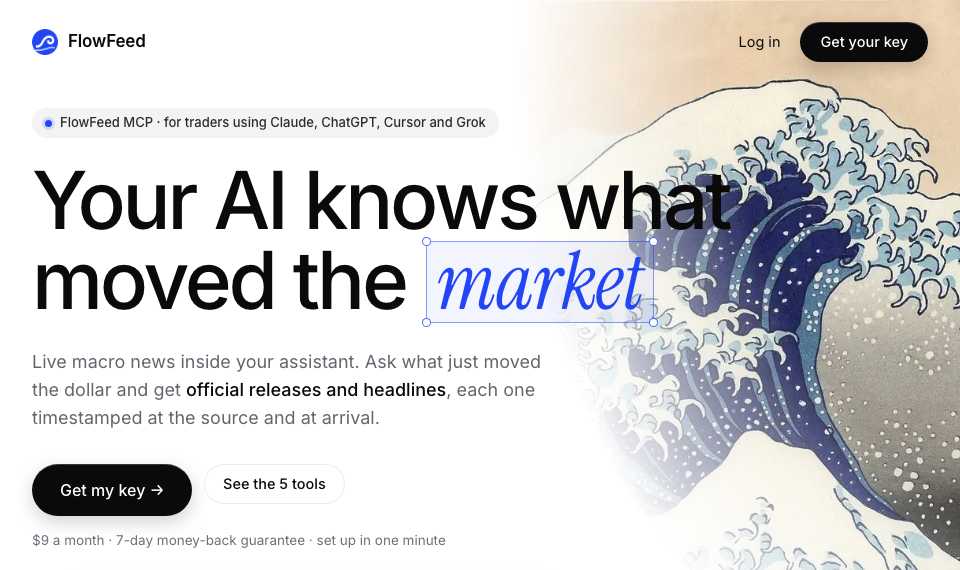 FlowFeed
Log in
Get your key
FlowFeed MCP · for traders using Claude, ChatGPT, Cursor and Grok
Your AI knows what
moved the market
Live macro news inside your assistant. Ask what just moved
the dollar and get official releases and headlines, each one
timestamped at the source and at arrival.
Get my key →
See the 5 tools
$9 a month · 7-day money-back guarantee · set up in one minute